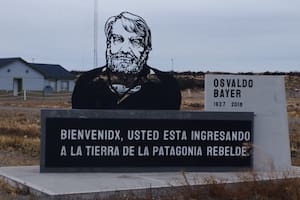 OSVALDO
BAYER
1927 2018
BIENVENIDX, USTED ESTA INGRESANDO
A LA TIERRA DE LA PATAGONIA REBELDE